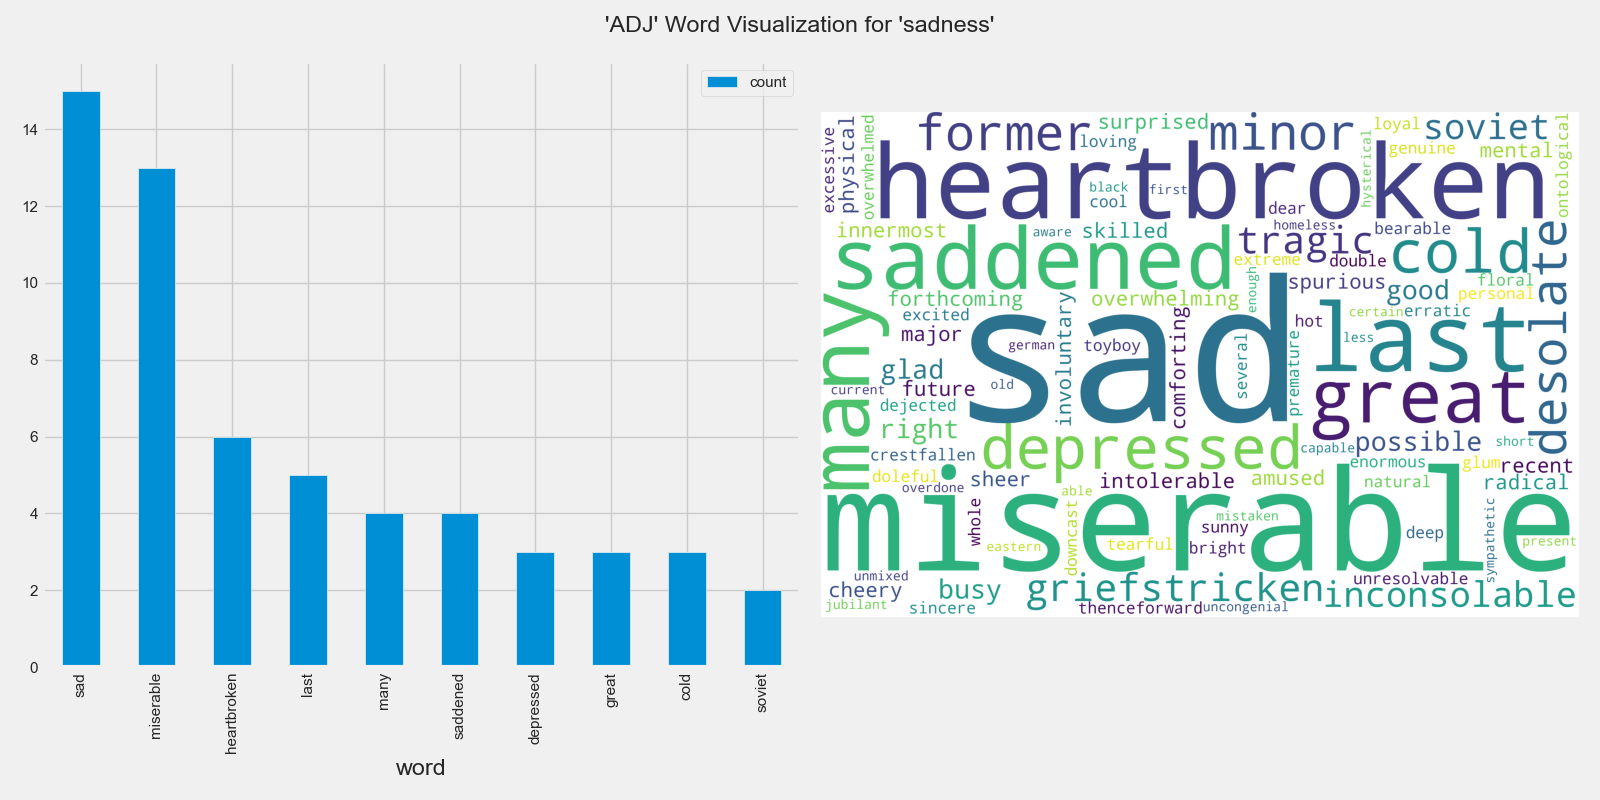 'ADJ' Word Visualization for 'sadness'
count
14
12
10
8
6
4
2
0
sad
miserable
heartbroken
last
many
saddened
depressed
great
cold
soviet
word
former
surprised
minor
loyal
soviet
excessive
physical
overwhelmed
loving
genuine
mental
hysterical
ontological
heartbroken
black
first
cool
dear
innermost
aware
skilled
homeless
bearable
saddened
tragic
double
cold
extreme
desolate
forthcoming
overwhelming
enough
spurious
good
floral
personal
many
excited
involuntary
comforting
sad
hot
certain
erratic
last
major
german
toyboy
several
premature
less
glad
current
future
old
great
dejected
right
depressed
capable
possible
short
crestfallen
enormous
glum
recent
doleful
overdone
sheer
able
intolerable
amused
natural
radical
miserable
whole
downcast
mistaken
sunny
deep
sympathetic
present
eastern
tearful
bright
unmixed
cheery
busy
griefstricken
unresolvable
inconsolable
jubilant
sincere
thenceforward
uncongenial